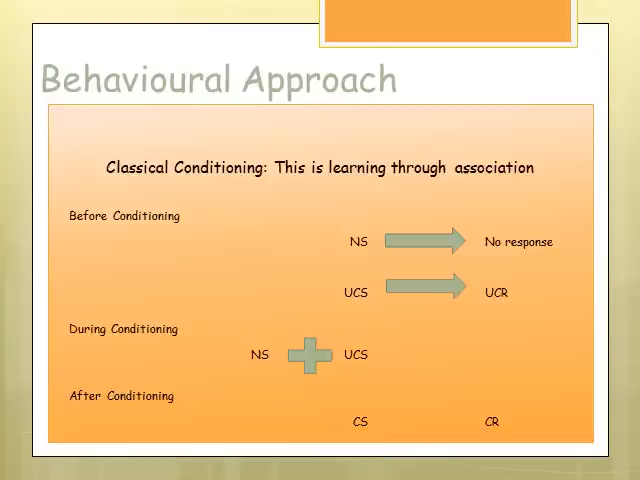 Behavioural Approach
Classical Conditioning: This is learning through association
Before Conditioning
NS No response
UCS UCR
During Conditioning
NS UCS
After Conditioning
CS CR